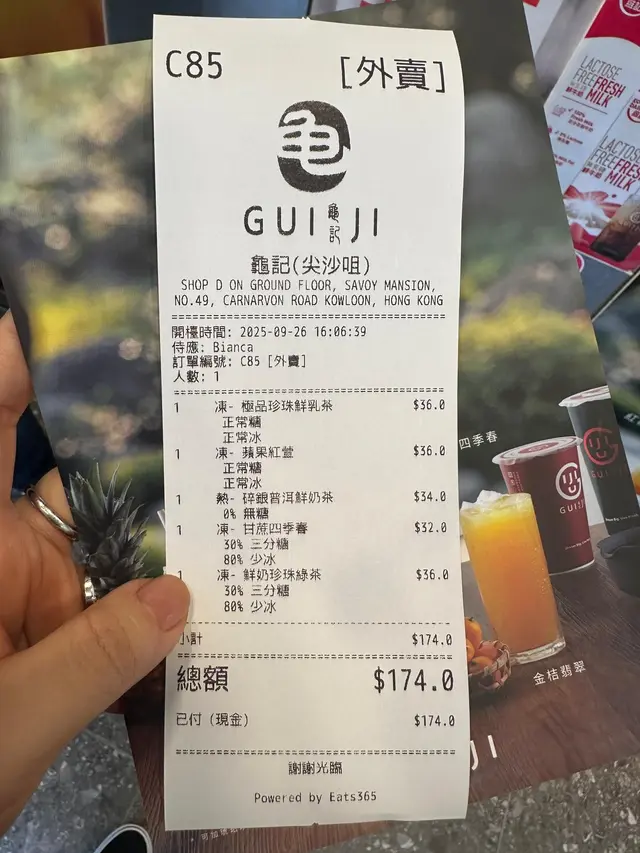 C85 [外賣]
龜
GUI 龜記 JI
龜記(尖沙咀)
SHOP D ON GROUND FLOOR, SAVOY MANSION,
NO.49, CARNARVON ROAD KOWLOON, HONG KONG
開檯時間: 2025-09-26 16:06:39
侍應: Bianca
訂單編號: C85 [外賣]
人數: 1
1 凍- 極品珍珠鮮乳茶 $36.0
正常糖
正常冰
1 凍- 蘋果紅萱 $36.0
正常糖
正常冰
1 熱- 碎銀普洱鮮奶茶 $34.0
0% 無糖
1 凍- 甘蔗四季春 $32.0
30% 三分糖
80% 少冰
1 凍- 鮮奶珍珠綠茶 $36.0
30% 三分糖
80% 少冰
小計 $174.0
總額 $174.0
已付 (現金) $174.0
謝謝光臨
Powered by Eats365
LACTOSE
FREE FRESH
MILK
LACTOSE
FREE FRESH
MILK
四季春
GUIJI
金桔翡翠
JI